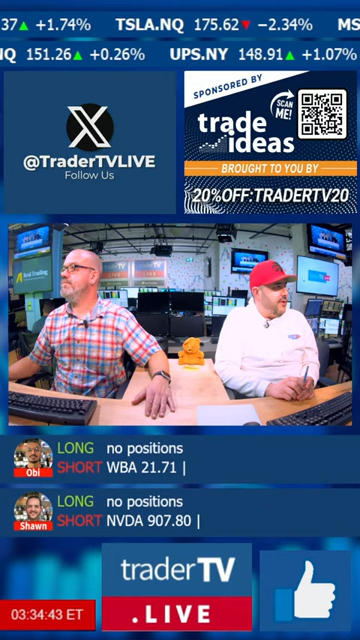 37▲ +1.74% TSLA.NQ 175.62▼ −2.34% MS
NQ 151.26▲ +0.26% UPS.NY 148.91▲ +1.07%
@TraderTVLIVE
Follow Us
SPONSORED BY
SCAN ME!
trade
ideas
BROUGHT TO YOU BY
20%OFF:TRADERTV20
LONG no positions
SHORT WBA 21.71 |
Obi
LONG no positions
SHORT NVDA 907.80 |
Shawn
traderTV
.LIVE
03:34:43 ET